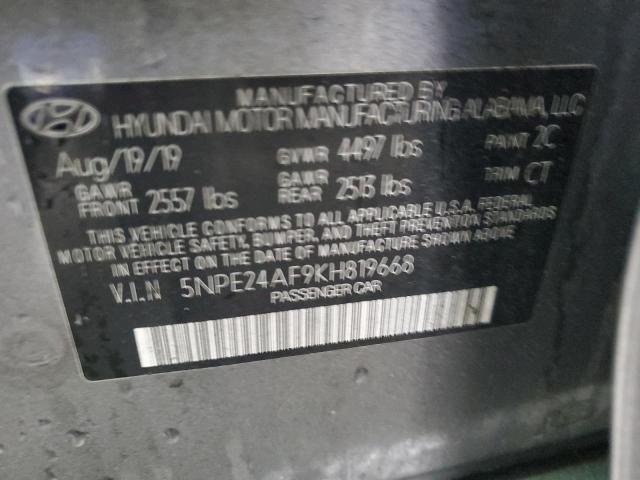 MANUFACTURED BY
HYUNDAI MOTOR MANUFACTURING ALABAMA, LLC
Aug/19/19 GVWR 4497 lbs PAINT 2C
GAWR FRONT 2557 lbs GAWR REAR 2513 lbs TRIM CT
THIS VEHICLE CONFORMS TO ALL APPLICABLE U.S.A. FEDERAL
MOTOR VEHICLE SAFETY, BUMPER, AND THEFT PREVENTION STANDARDS
IN EFFECT ON THE DATE OF MANUFACTURE SHOWN ABOVE
V.I.N 5NPE24AF9KH819668
PASSENGER CAR